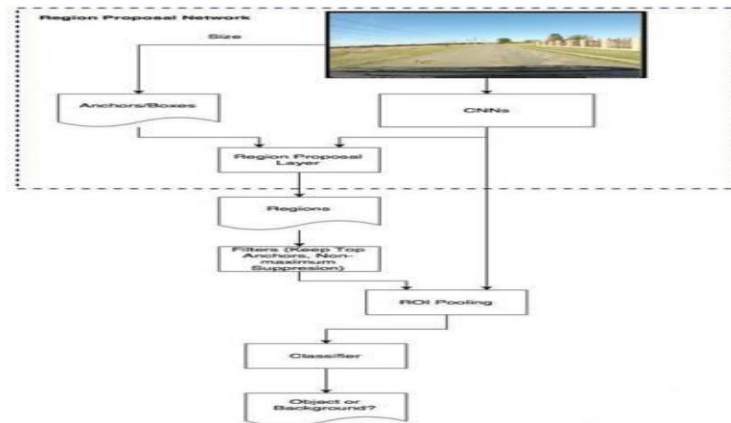 Region Proposal Network
Size
Anchors/Boxes
CNNs
Region Proposal
Layer
Regions
Filters (Keep Top
Anchors, Non-
maximum
Suppresion)
ROI Pooling
Classifier
Object or
Background?